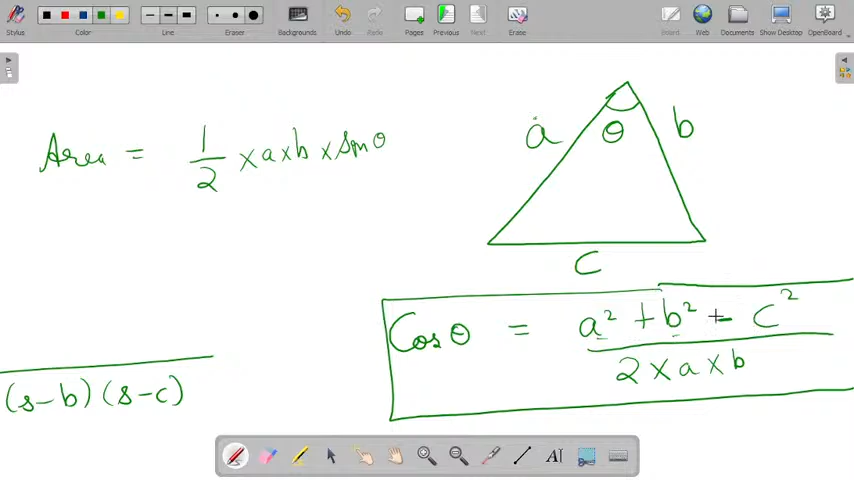 Stylus
Color
Line
Eraser
Backgrounds
Undo
Redo
Pages
Previous
Next
Erase
Board
Web
Documents
Show Desktop
OpenBoard
Area = 1/2 × a × b × sin θ
a
θ
b
c
Cos θ = a² + b² - c² / 2 × a × b
(s-b) (s-c)